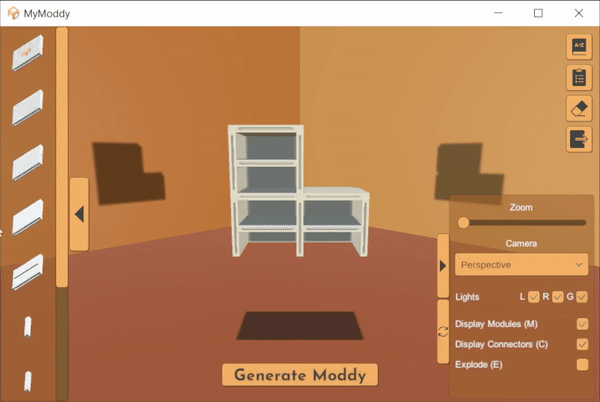 MyModdy
A-Z
Zoom
Camera
Perspective
Lights L R G
Display Modules (M)
Display Connectors (C)
Explode (E)
Generate Moddy